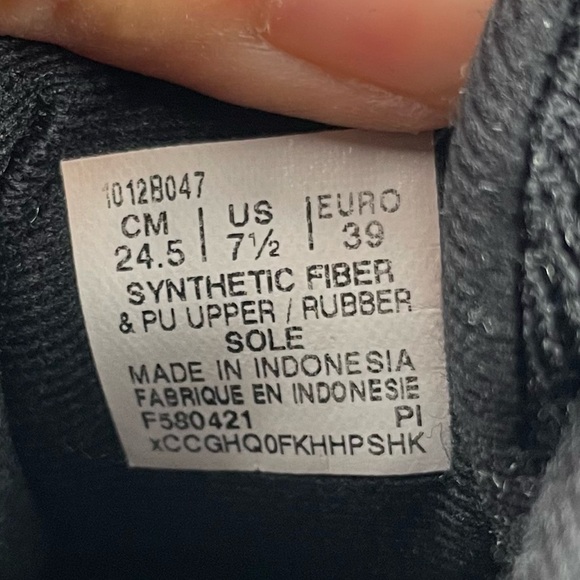 1012B047
CM | US | EURO
24.5 | 7½ | 39
SYNTHETIC FIBER
& PU UPPER / RUBBER
SOLE
MADE IN INDONESIA
FABRIQUE EN INDONESIE
F580421 PI
xCCGHQ0FKHHPSHK